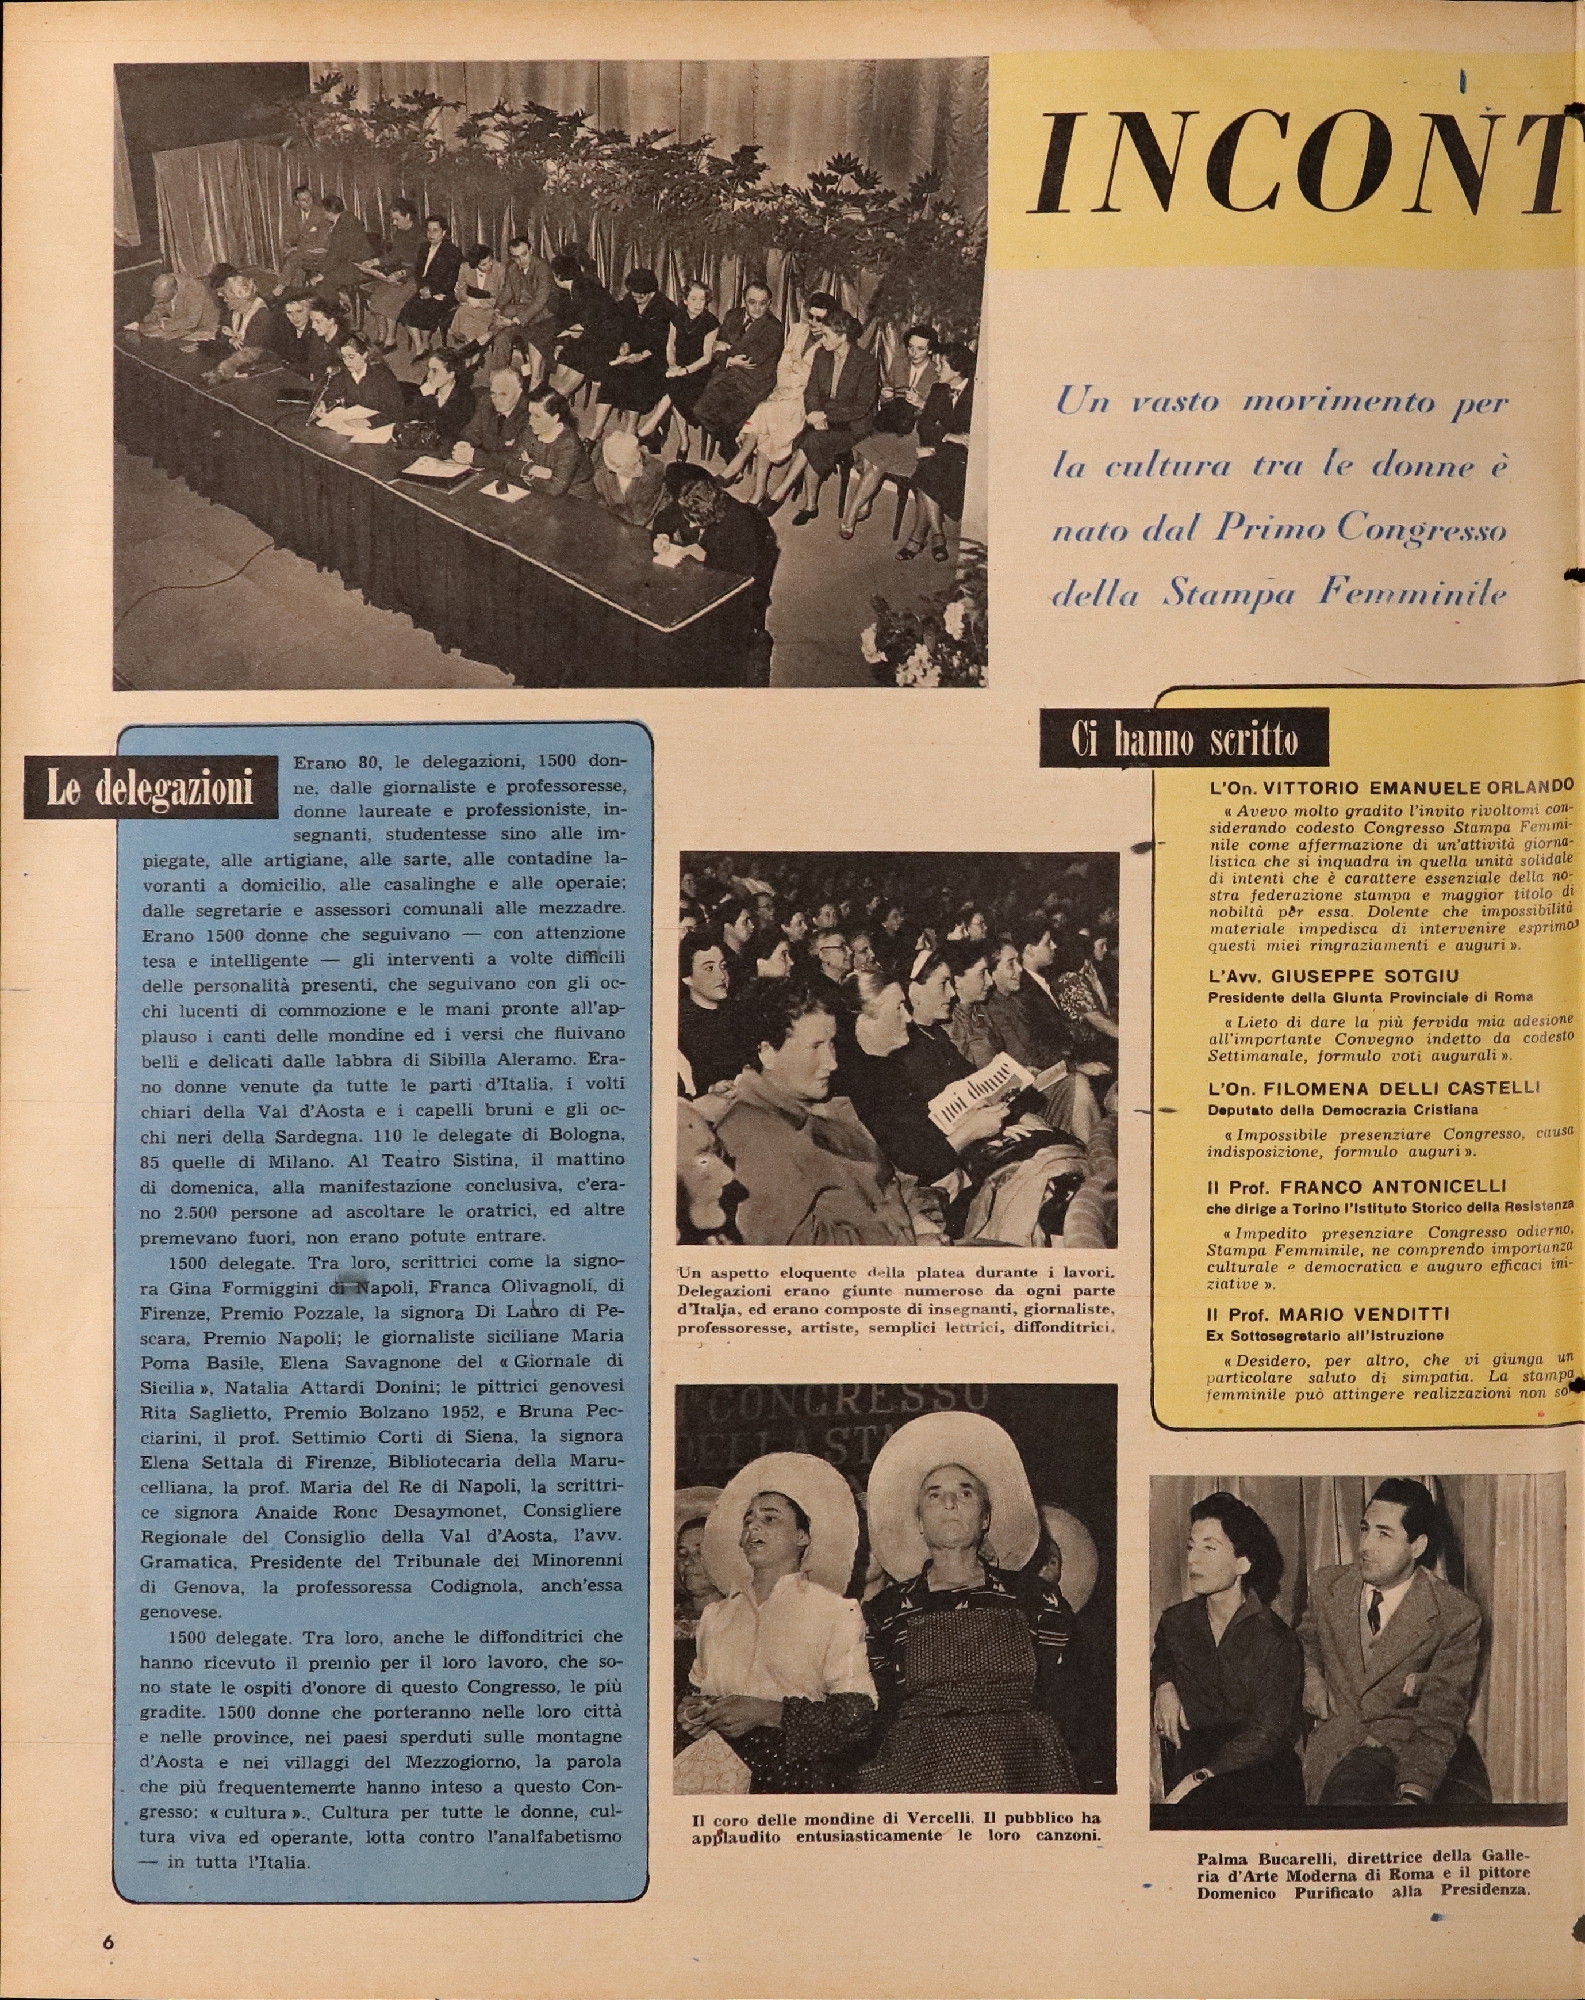 INCONT
Un vasto movimento per
la cultura tra le donne è
nato dal Primo Congresso
della Stampa Femminile
Le delegazioni
Erano 80, le delegazioni, 1500 don-
ne, dalle giornaliste e professoresse,
donne laureate e professioniste, in-
segnanti, studentesse sino alle im-
piegate, alle artigiane, alle sarte, alle contadine la-
voranti a domicilio, alle casalinghe e alle operaie;
dalle segretarie e assessori comunali alle mezzadre.
Erano 1500 donne che seguivano — con attenzione
tesa e intelligente — gli interventi a volte difficili
delle personalità presenti, che seguivano con gli oc-
chi lucenti di commozione e le mani pronte all'ap-
plauso i canti delle mondine ed i versi che fluivano
belli e delicati dalle labbra di Sibilla Aleramo. Era-
no donne venute da tutte le parti d'Italia, i volti
chiari della Val d'Aosta e i capelli bruni e gli oc-
chi neri della Sardegna. 110 le delegate di Bologna,
85 quelle di Milano. Al Teatro Sistina, il mattino
di domenica, alla manifestazione conclusiva, c'era-
no 2.500 persone ad ascoltare le oratrici, ed altre
premevano fuori, non erano potute entrare.
1500 delegate. Tra loro, scrittrici come la signo-
ra Gina Formiggini di Napoli, Franca Olivagnoli, di
Firenze, Premio Pozzale, la signora Di Lauro di Pe-
scara, Premio Napoli; le giornaliste siciliane Maria
Poma Basile, Elena Savagnone del « Giornale di
Sicilia », Natalia Attardi Donini; le pittrici genovesi
Rita Saglietto, Premio Bolzano 1952, e Bruna Pec-
ciarini, il prof. Settimio Corti di Siena, la signora
Elena Settala di Firenze, Bibliotecaria della Maru-
celliana, la prof. Maria del Re di Napoli, la scrittri-
ce signora Anaide Ronc Desaymonet, Consigliere
Regionale del Consiglio della Val d'Aosta, l'avv.
Gramatica, Presidente del Tribunale dei Minorenni
di Genova, la professoressa Codignola, anch'essa
genovese.
1500 delegate. Tra loro, anche le diffonditrici che
hanno ricevuto il premio per il loro lavoro, che so-
no state le ospiti d'onore di questo Congresso, le più
gradite. 1500 donne che porteranno nelle loro città
e nelle province, nei paesi sperduti sulle montagne
d'Aosta e nei villaggi del Mezzogiorno, la parola
che più frequentemente hanno inteso a questo Con-
gresso: « cultura ».. Cultura per tutte le donne, cul-
tura viva ed operante, lotta contro l'analfabetismo
— in tutta l'Italia.
noi donne
Un aspetto eloquente della platea durante i lavori.
Delegazioni erano giunte numerose da ogni parte
d'Italia, ed erano composte di insegnanti, giornaliste,
professoresse, artiste, semplici lettrici, diffonditrici.
CONGRESSO
DELLA STA
Il coro delle mondine di Vercelli. Il pubblico ha
applaudito entusiasticamente le loro canzoni.
Ci hanno scritto
L'On. VITTORIO EMANUELE ORLANDO
« Avevo molto gradito l'invito rivoltomi con-
siderando codesto Congresso Stampa Femmi-
nile come affermazione di un'attività giorna-
listica che si inquadra in quella unità solidale
di intenti che è carattere essenziale della no-
stra federazione stampa e maggior titolo di
nobiltà per essa. Dolente che impossibilità
materiale impedisca di intervenire esprimo
questi miei ringraziamenti e auguri ».
L'Avv. GIUSEPPE SOTGIU
Presidente della Giunta Provinciale di Roma
« Lieto di dare la più fervida mia adesione
all'importante Convegno indetto da codesto
Settimanale, formulo voti augurali ».
L'On. FILOMENA DELLI CASTELLI
Deputato della Democrazia Cristiana
« Impossibile presenziare Congresso, causa
indisposizione, formulo auguri ».
Il Prof. FRANCO ANTONICELLI
che dirige a Torino l'Istituto Storico della Resistenza
« Impedito presenziare Congresso odierno,
Stampa Femminile, ne comprendo importanza
culturale e democratica e auguro efficaci ini-
ziative ».
Il Prof. MARIO VENDITTI
Ex Sottosegretario all'Istruzione
« Desidero, per altro, che vi giunga un
particolare saluto di simpatia. La stampa
femminile può attingere realizzazioni non so-
Palma Bucarelli, direttrice della Galle-
ria d'Arte Moderna di Roma e il pittore
Domenico Purificato alla Presidenza.
6